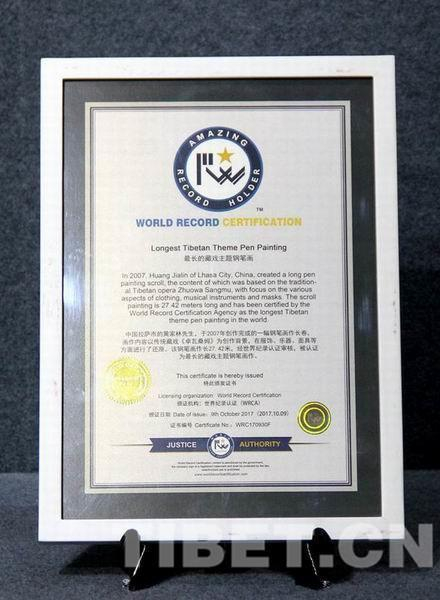 AMAZING
RECORD HOLDER
TM
WORLD RECORD CERTIFICATION
Longest Tibetan Theme Pen Painting
最长的藏戏主题钢笔画
In 2007, Huang Jialin of Lhasa City, China, created a long pen
painting scroll, the content of which was based on the tradition-
al Tibetan opera Zhuowa Sangmu, with focus on the various
aspects of clothing, musical instruments and masks. The scroll
painting is 27.42 meters long and has been certified by the
World Record Certification Agency as the longest Tibetan
theme pen painting in the world.
中国拉萨市的黄家林先生，于2007年创作完成的一幅钢笔画作长卷，
画作内容以传统藏戏《卓瓦桑姆》为创作背景，在服饰、乐器、面具等
方面进行了还原。该钢笔画作长27.42米，经世界纪录认证审核，被认证
为最长的藏戏主题钢笔画作。
This certificate is hereby issued
特此颁发证书
Licensing organization: World Record Certification
颁证机构：世界纪录认证（WRCA）
颁证日期 Date of issue: 9th October 2017 (2017.10.09)
证书编号 Certificate No.: WRC170930F
JUSTICE
AUTHORITY
www.worldrecordcertification.com
TIBET.CN